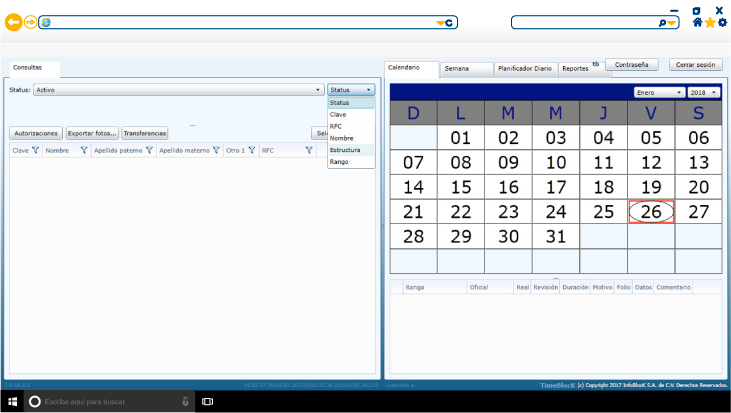 Consultas
Status: Activo Status
Status
Clave
RFC
Nombre
Estructura
Rango
Autorizaciones Exportar fotos... Transferencias
Clave Nombre Apellido paterno Apellido materno Otro 1 RFC
Calendario Semana Planificador Diario Reportes tb Contraseña Cerrar sesión
Enero 2018
D L M M J V S
01 02 03 04 05 06
07 08 09 10 11 12 13
14 15 16 17 18 19 20
21 22 23 24 25 26 27
28 29 30 31
Rango Oficial Real Revisión Duración Motivo Folio Datos Comentario
TimeBlocK (c) Copyright 2017 InfoBlocK S.A. de C.V. Derechos Reservados.
Escribe aquí para buscar